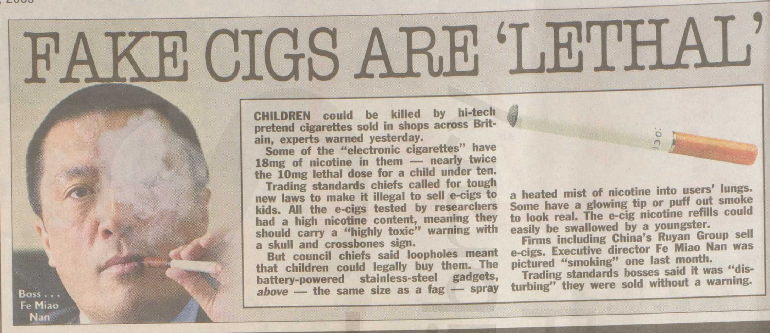 FAKE CIGS ARE 'LETHAL'
CHILDREN could be killed by hi-tech
pretend cigarettes sold in shops across Brit-
ain, experts warned yesterday.
Some of the "electronic cigarettes" have
18mg of nicotine in them — nearly twice
the 10mg lethal dose for a child under ten.
Trading standards chiefs called for tough
new laws to make it illegal to sell e-cigs to
kids. All the e-cigs tested by researchers
had a high nicotine content, meaning they
should carry a "highly toxic" warning with
a skull and crossbones sign.
But council chiefs said loopholes meant
that children could legally buy them. The
battery-powered stainless-steel gadgets,
above — the same size as a fag — spray
a heated mist of nicotine into users' lungs.
Some have a glowing tip or puff out smoke
to look real. The e-cig nicotine refills could
easily be swallowed by a youngster.
Firms including China's Ruyan Group sell
e-cigs. Executive director Fe Miao Nan was
pictured "smoking" one last month.
Trading standards bosses said it was "dis-
turbing" they were sold without a warning.
Boss . . .
Fe Miao
Nan